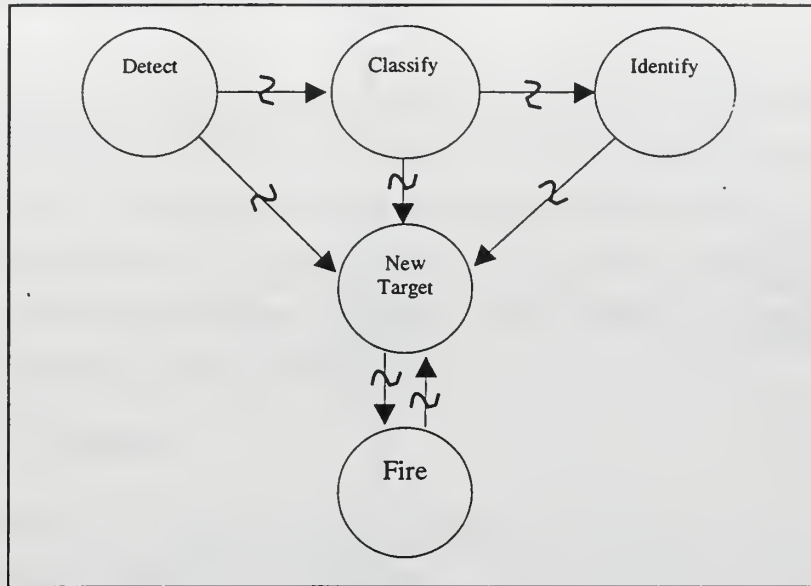 Detect
Classify
Identify
New
Target
Fire